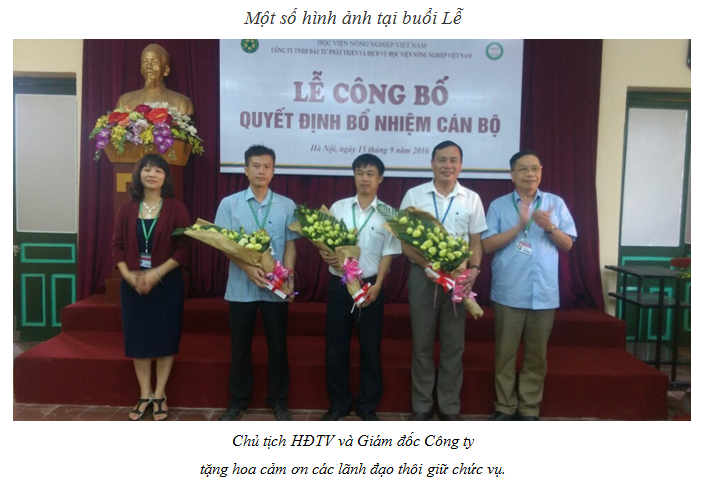 Một số hình ảnh tại buổi Lễ
HỌC VIỆN NÔNG NGHIỆP VIỆT NAM
CÔNG TY TNHH ĐẦU TƯ PHÁT TRIỂN VÀ DỊCH VỤ HỌC VIỆN NÔNG NGHIỆP VIỆT NAM
LỄ CÔNG BỐ
QUYẾT ĐỊNH BỔ NHIỆM CÁN BỘ
Hà Nội, ngày 15 tháng 9 năm 2016
Chủ tịch HĐTV và Giám đốc Công ty
tặng hoa cảm ơn các lãnh đạo thôi giữ chức vụ.